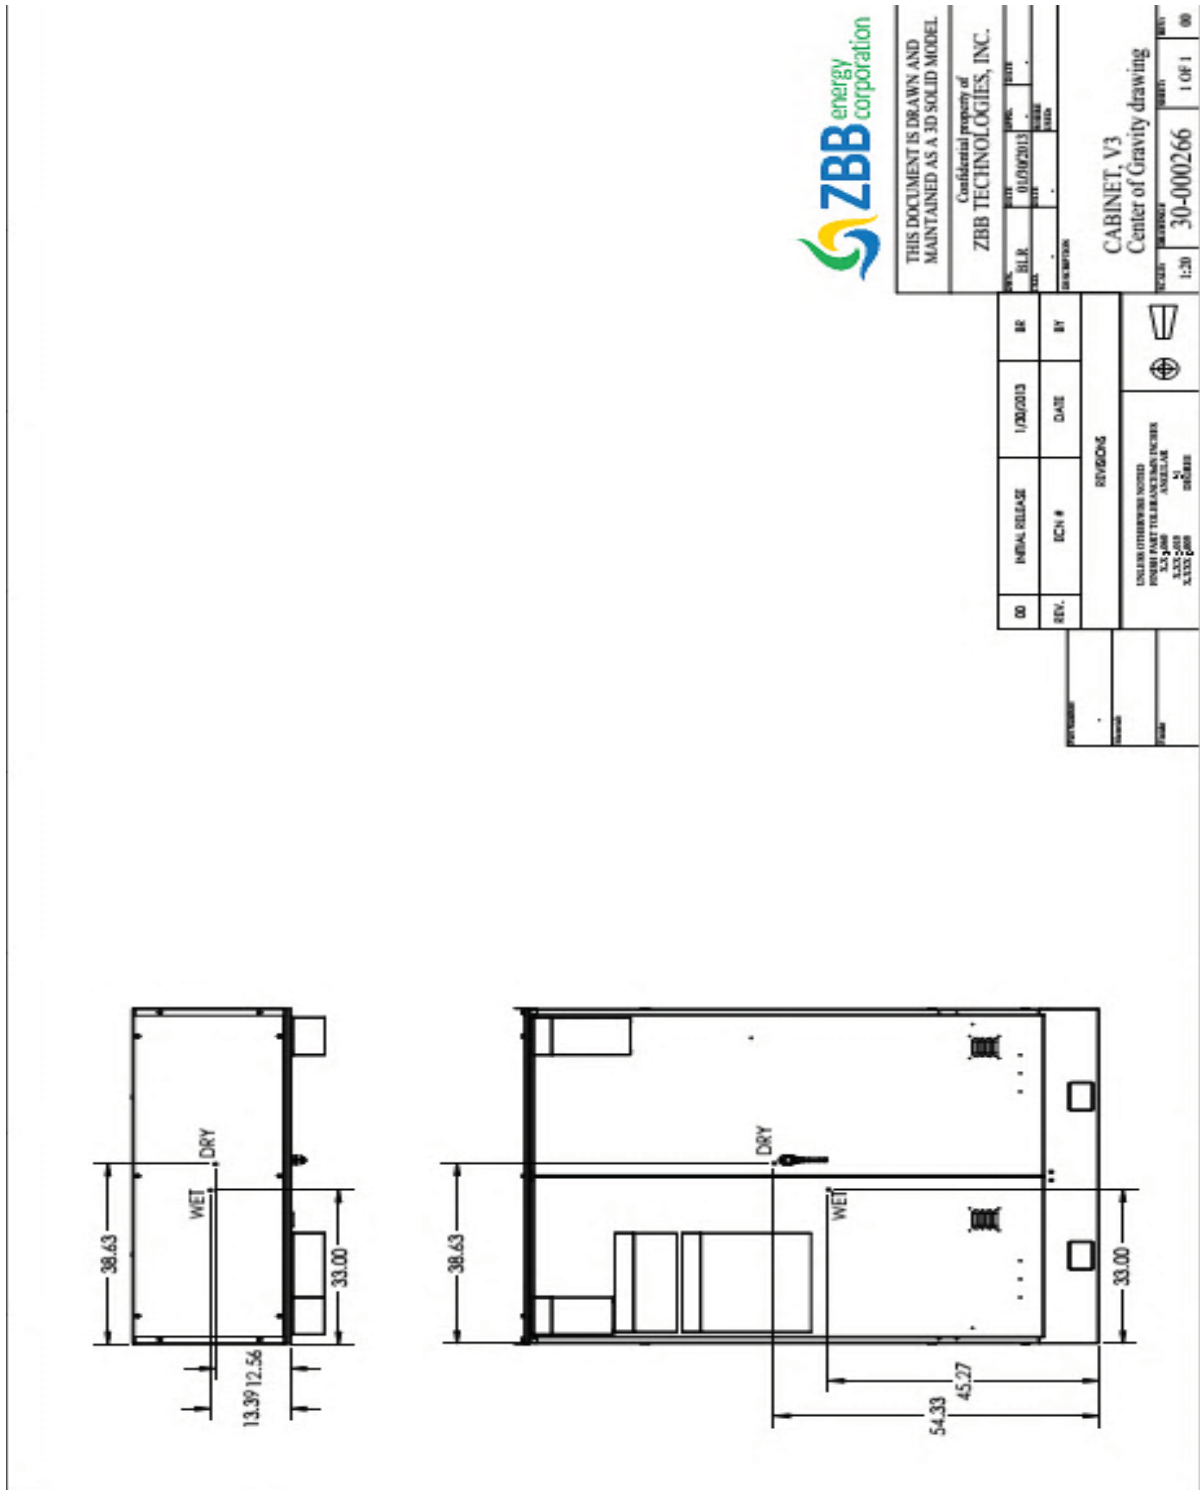 ZBB energy
corporation
THIS DOCUMENT IS DRAWN AND
MAINTAINED AS A 3D SOLID MODEL
Confidential property of
ZBB TECHNOLOGIES, INC.
BLR
01/30/2013
DESCRIPTION
CABINET, V3
Center of Gravity drawing
1:20
30-000266
1 OF 1
00
00
INITIAL RELEASE
1/30/2013
BR
REV.
ECN #
DATE
BY
REVISIONS
UNLESS OTHERWISE NOTED
38.63
WET
DRY
33.00
13.39
12.56
38.63
DRY
WET
33.00
45.27
54.33